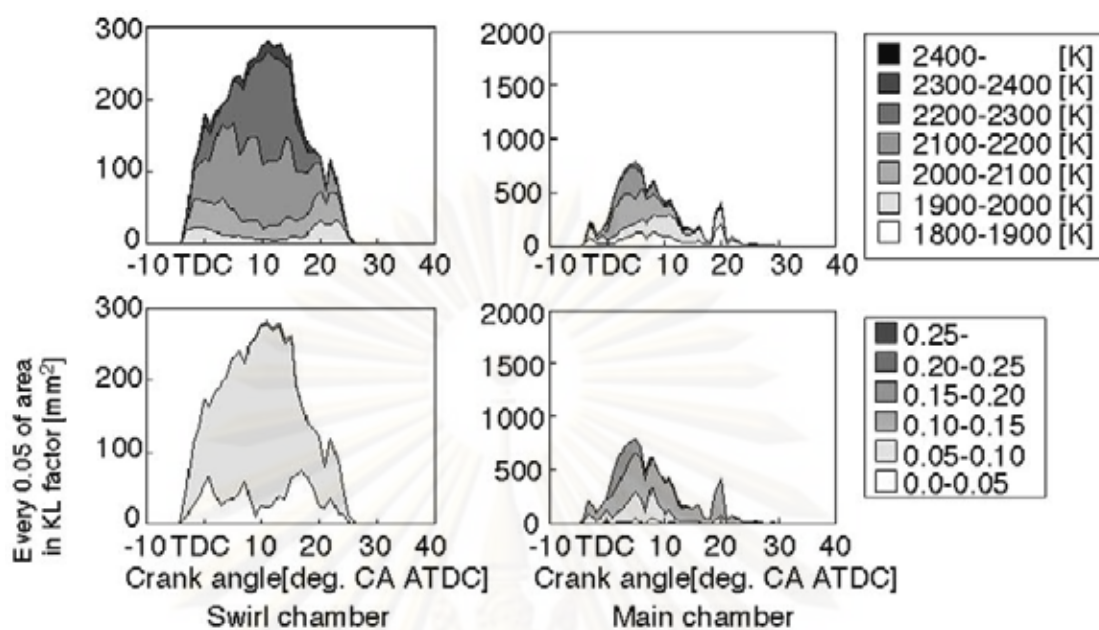 300
200
100
0
-10 TDC 10 20 30 40
2000
1500
1000
500
0
-10 TDC 10 20 30 40
2400- [K]
2300-2400 [K]
2200-2300 [K]
2100-2200 [K]
2000-2100 [K]
1900-2000 [K]
1800-1900 [K]
Every 0.05 of area
in KL factor [mm²]
300
200
100
0
-10 TDC 10 20 30 40
Crank angle[deg. CA ATDC]
Swirl chamber
2000
1500
1000
500
0
-10 TDC 10 20 30 40
Crank angle[deg. CA ATDC]
Main chamber
0.25-
0.20-0.25
0.15-0.20
0.10-0.15
0.05-0.10
0.0-0.05